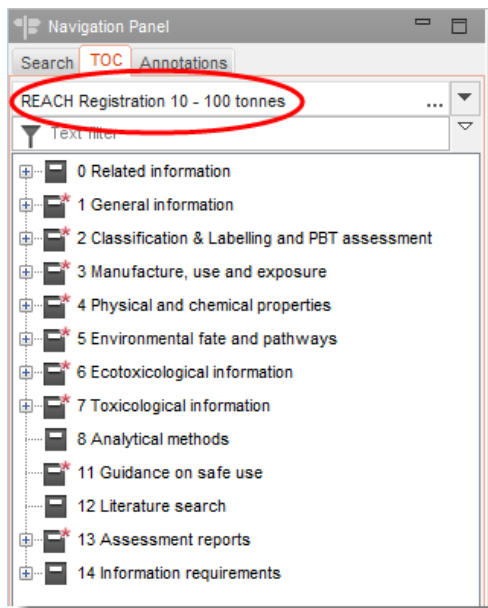 Navigation Panel
Search TOC Annotations
REACH Registration 10 - 100 tonnes ...
Text filter
0 Related information
1 General information
2 Classification & Labelling and PBT assessment
3 Manufacture, use and exposure
4 Physical and chemical properties
5 Environmental fate and pathways
6 Ecotoxicological information
7 Toxicological information
8 Analytical methods
11 Guidance on safe use
12 Literature search
13 Assessment reports
14 Information requirements